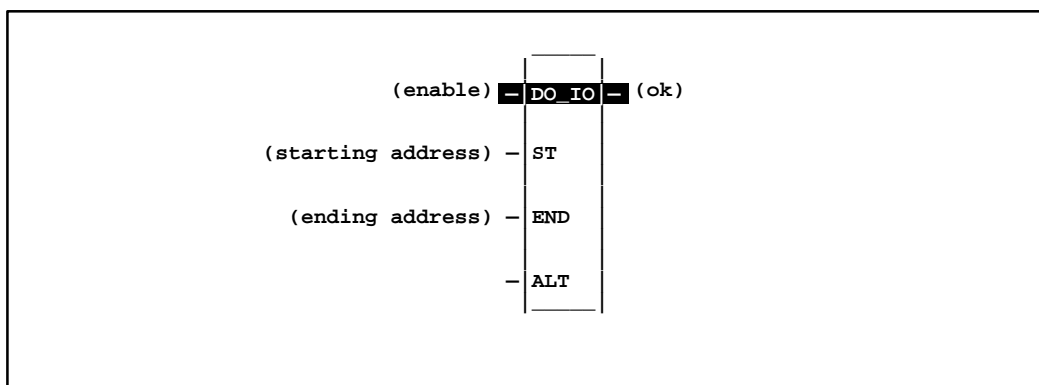 (enable) DO_IO (ok)
(starting address) ST
(ending address) END
ALT